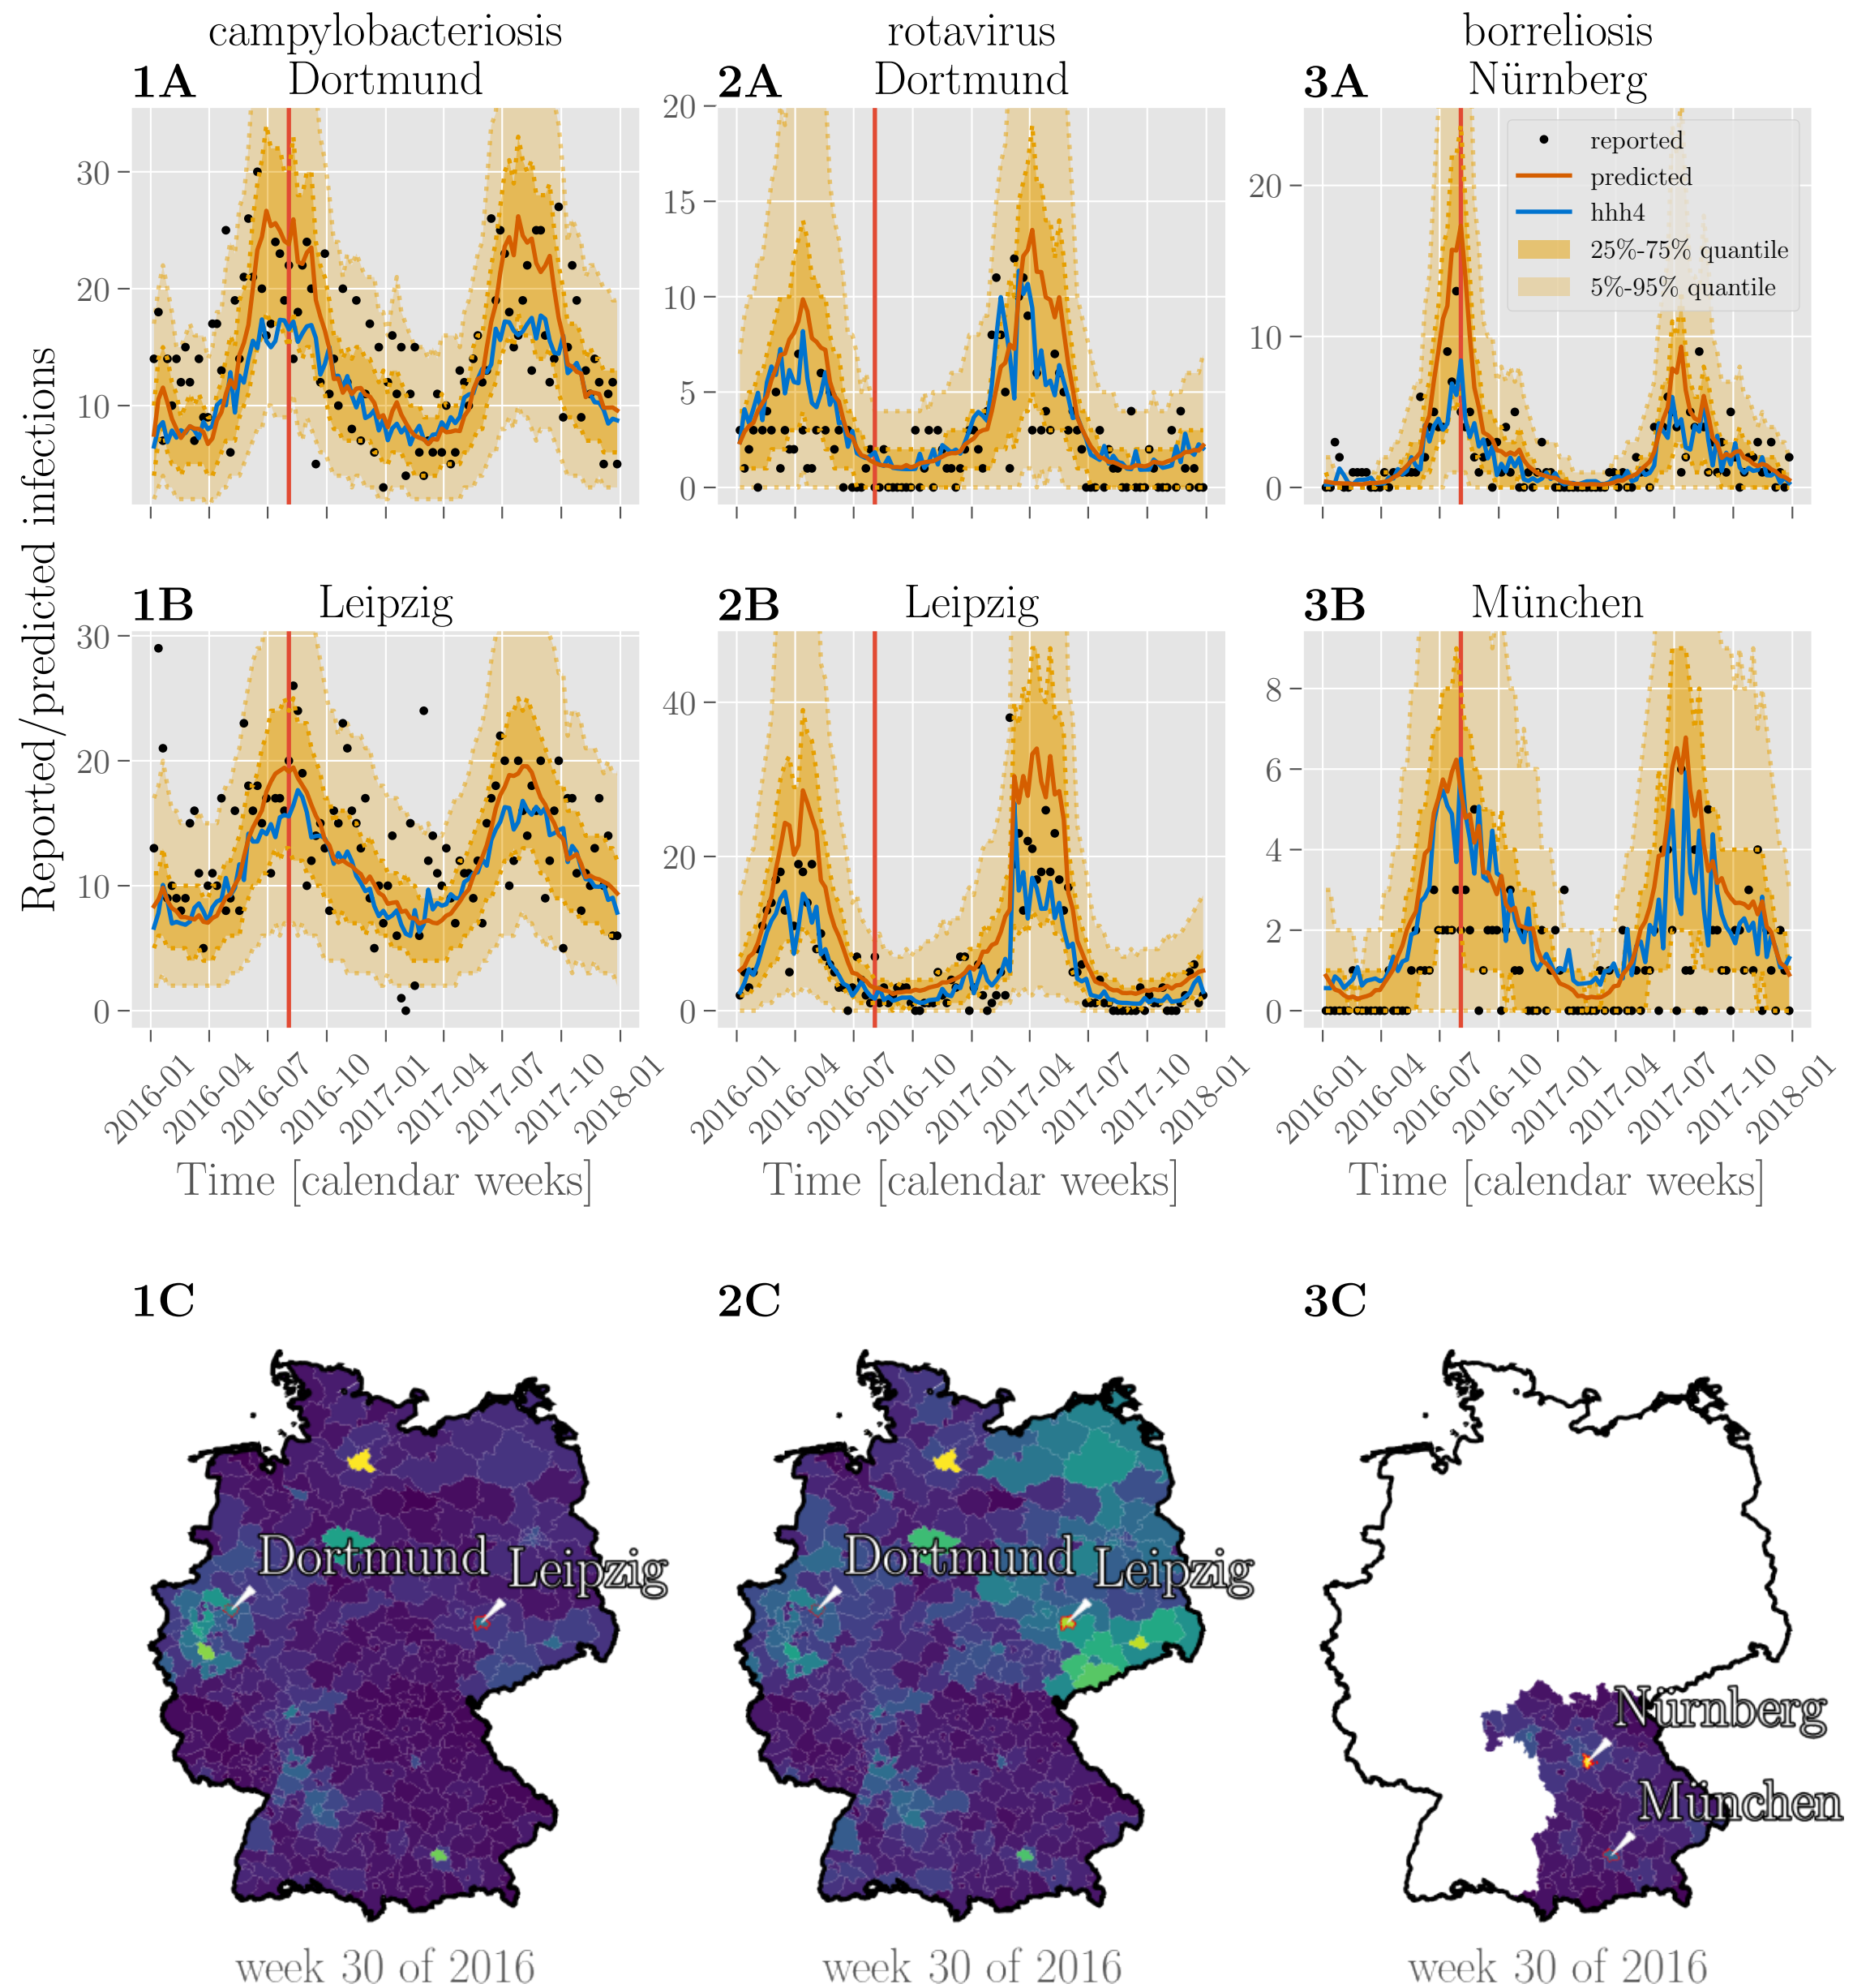 campylobacteriosis
rotavirus
borreliosis
1A Dortmund
2A Dortmund
3A Nürnberg
Reported/predicted infections
30
20
10
20
15
10
5
0
20
10
0
reported
predicted
hhh4
25%-75% quantile
5%-95% quantile
1B Leipzig
2B Leipzig
3B München
30
20
10
0
40
20
0
8
6
4
2
0
2016-01
2016-04
2016-07
2016-10
2017-01
2017-04
2017-07
2017-10
2018-01
2016-01
2016-04
2016-07
2016-10
2017-01
2017-04
2017-07
2017-10
2018-01
2016-01
2016-04
2016-07
2016-10
2017-01
2017-04
2017-07
2017-10
2018-01
Time [calendar weeks]
Time [calendar weeks]
Time [calendar weeks]
1C
2C
3C
Dortmund
Leipzig
Dortmund
Leipzig
Nürnberg
München
week 30 of 2016
week 30 of 2016
week 30 of 2016